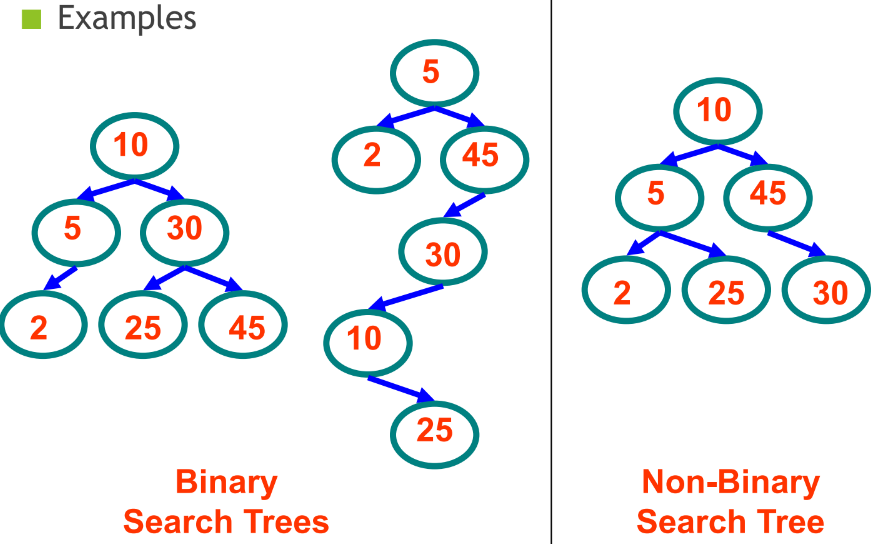 Examples
10
5 30
2 25 45
5
2 45
30
10
25
Binary
Search Trees
10
5 45
2 25 30
Non-Binary
Search Tree